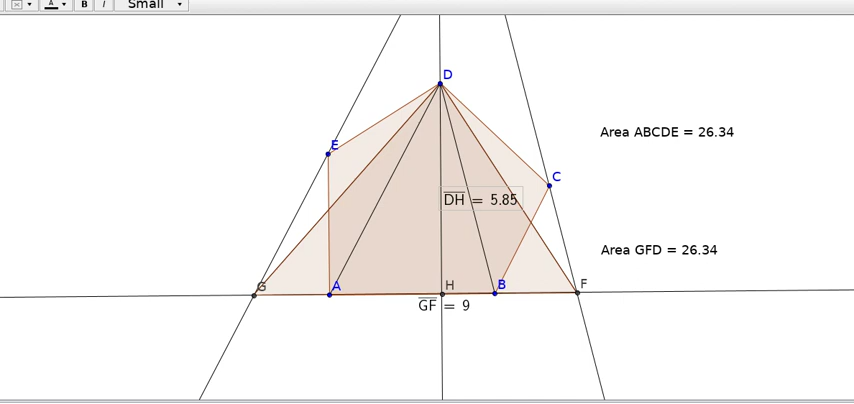 A B I Small
D
Area ABCDE = 26.34
E
C
DH = 5.85
Area GFD = 26.34
G A H B F
GF = 9